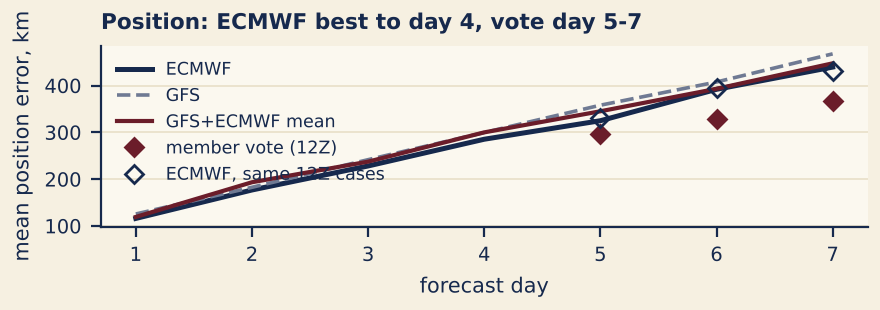 Position: ECMWF best to day 4, vote day 5-7
mean position error, km
400
300
200
100
ECMWF
GFS
GFS+ECMWF mean
member vote (12Z)
ECMWF, same 12Z cases
1 2 3 4 5 6 7
forecast day